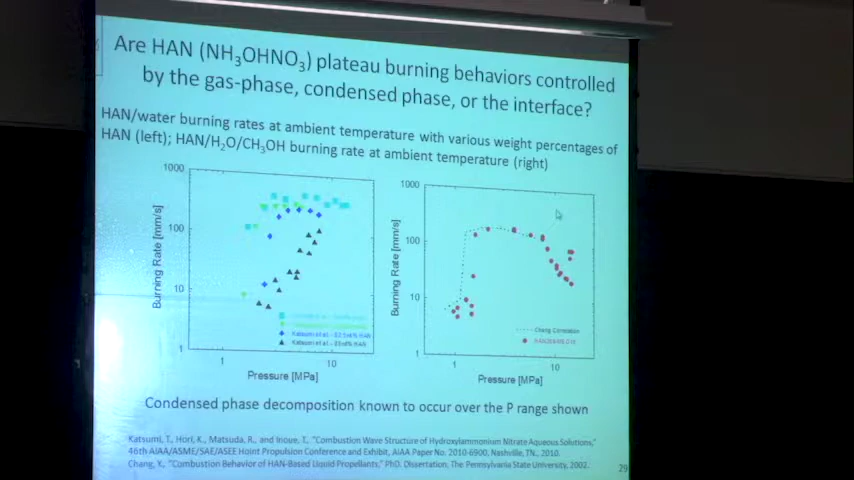 Are HAN (NH3OHNO3) plateau burning behaviors controlled
by the gas-phase, condensed phase, or the interface?
HAN/water burning rates at ambient temperature with various weight percentages of
HAN (left); HAN/H2O/CH3OH burning rate at ambient temperature (right)
1000
100
10
1
Burning Rate [mm/s]
1
10
Pressure [MPa]
Katsumi et al.
Katsumi et al.
1000
100
10
1
Burning Rate [mm/s]
Chang Correlation
1
10
Pressure [MPa]
Condensed phase decomposition known to occur over the P range shown
Katsumi, T., Hori, K., Matsuda, R., and Inoue, T., "Combustion Wave Structure of Hydroxylammonium Nitrate Aqueous Solutions,"
46th AIAA/ASME/SAE/ASEE Hoint Propulsion Conference and Exhibit, AIAA Paper No. 2010-6900, Nashville, TN., 2010.
Chang, Y., "Combustion Behavior of HAN-Based Liquid Propellants," PhD. Dissertation, The Pennsylvania State University, 2002.
29